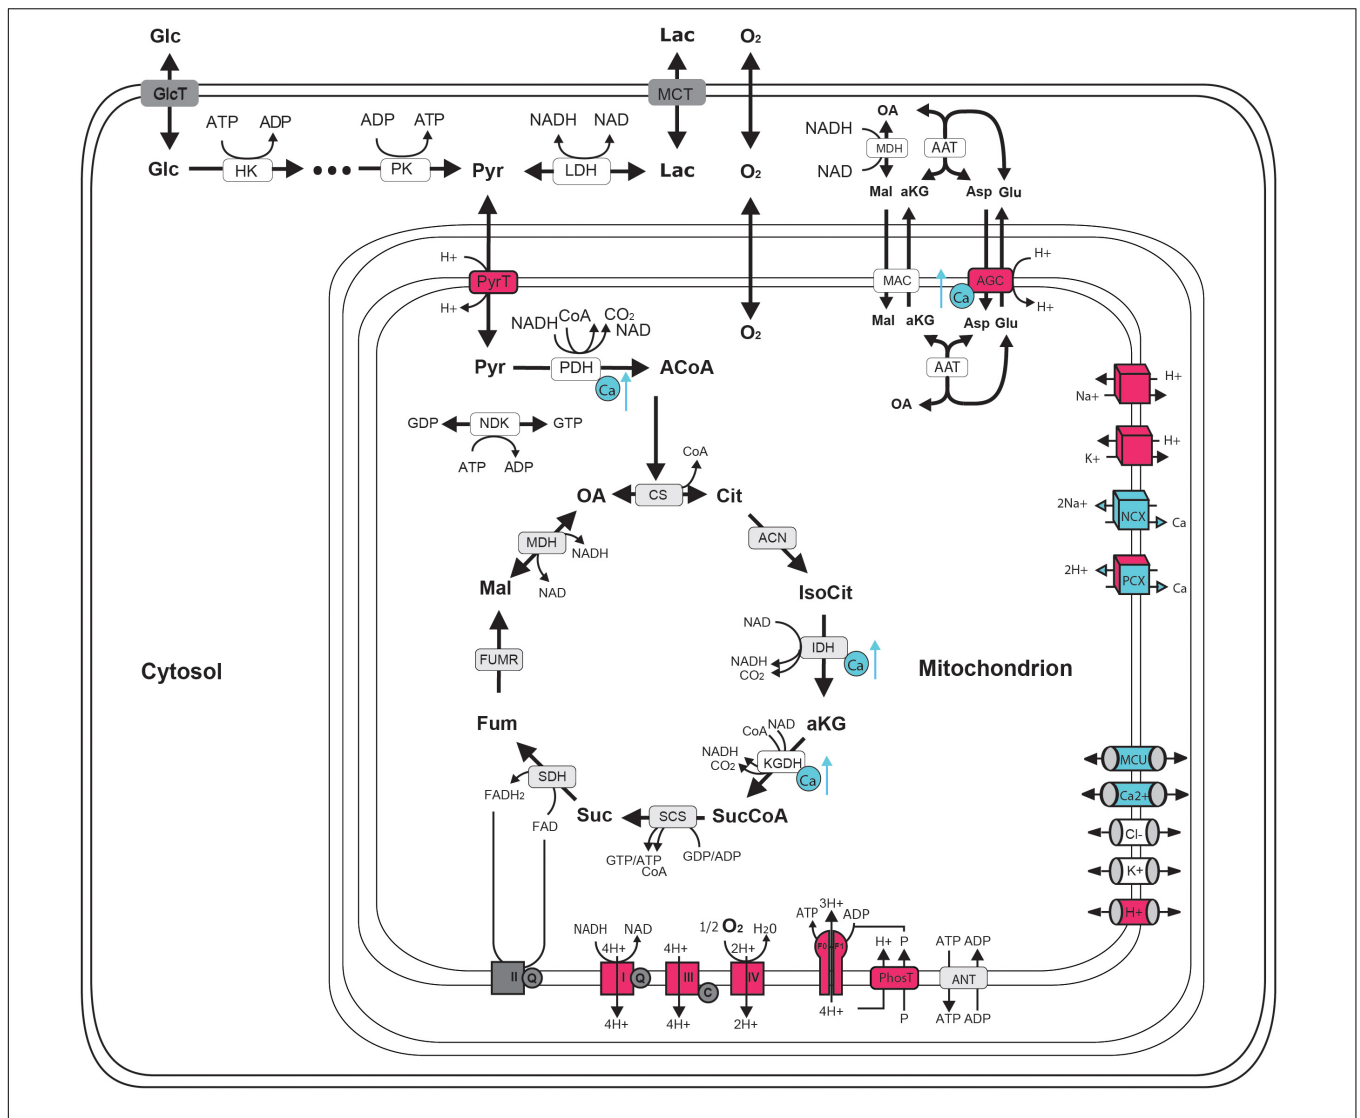 Glc
Lac
O2
GlcT
MCT
ATP
ADP
ADP
ATP
NADH
NAD
Glc
HK
PK
Pyr
LDH
Lac
O2
OA
NADH
MDH
AAT
NAD
Mal
aKG
Asp
Glu
H+
PyrT
H+
MAC
AGC
Ca
H+
H+
Mal
aKG
Asp
Glu
O2
NADH
CoA
CO2
NAD
Pyr
PDH
ACoA
Ca
AAT
OA
H+
Na+
H+
K+
2Na+
NCX
Ca
2H+
PCX
Ca
GDP
NDK
GTP
ATP
ADP
CoA
OA
CS
Cit
MDH
NADH
ACN
Mal
NAD
IsoCit
NAD
IDH
Ca
NADH
CO2
FUMR
Cytosol
Mitochondrion
Fum
aKG
CoA
NAD
NADH
CO2
KGDH
Ca
SDH
FADH2
FAD
Suc
SCS
SucCoA
GTP/ATP
CoA
GDP/ADP
MCU
Ca2+
Cl-
K+
H+
NADH
NAD
1/2 O2
H20
ATP
3H+
ADP
4H+
4H+
2H+
F0
F1
H+
P
ATP
ADP
II
Q
I
Q
III
C
IV
PhosT
ANT
4H+
4H+
2H+
4H+
P
ATP
ADP